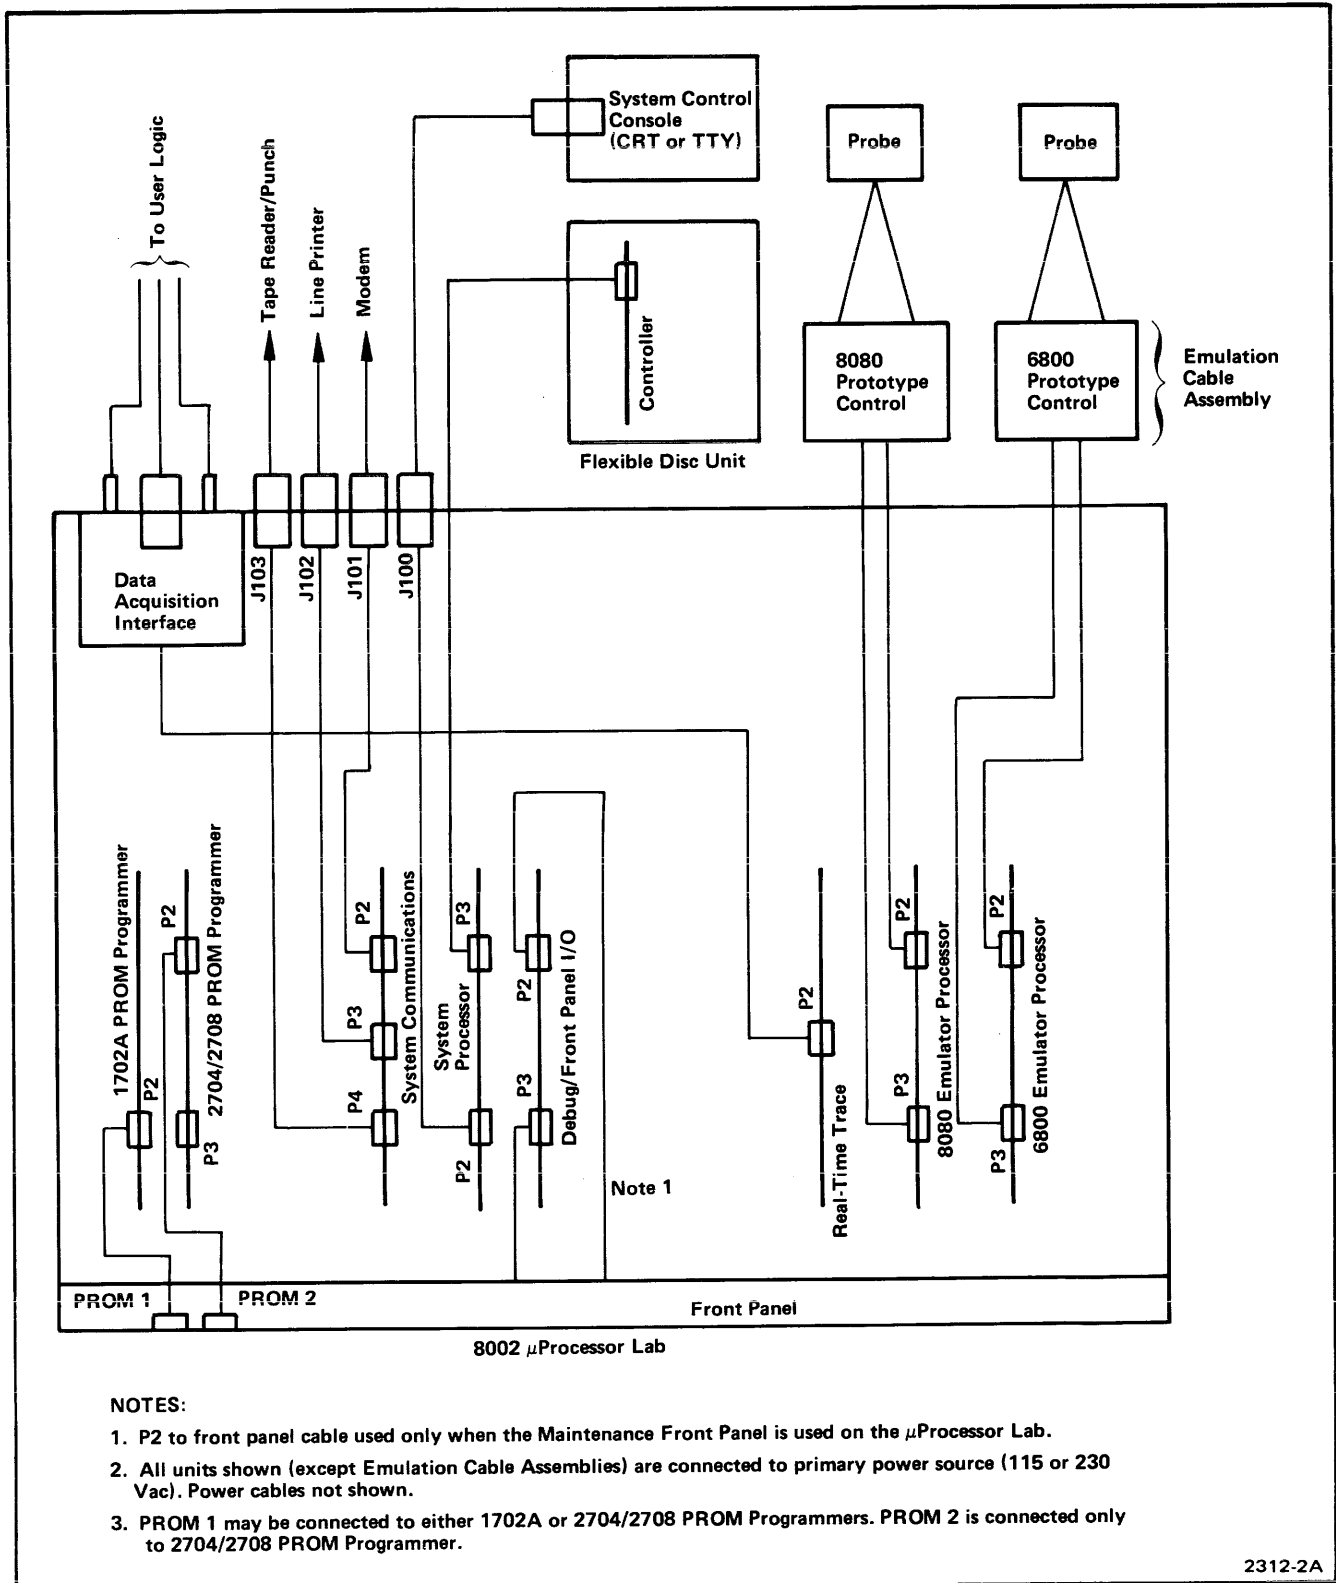 System Control
Console
(CRT or TTY)
Probe
Probe
To User Logic
Tape Reader/Punch
Line Printer
Modem
Controller
Flexible Disc Unit
8080
Prototype
Control
6800
Prototype
Control
Emulation
Cable
Assembly
Data
Acquisition
Interface
J103
J102
J101
J100
1702A PROM Programmer
P2
P2
2704/2708 PROM Programmer
P3
P2
P3
P4
System Communications
P3
System
Processor
P2
P2
P3
Debug/Front Panel I/O
Note 1
P2
Real-Time Trace
P2
P3
8080 Emulator Processor
P2
P3
6800 Emulator Processor
PROM 1
PROM 2
Front Panel
8002 μProcessor Lab
NOTES:
1. P2 to front panel cable used only when the Maintenance Front Panel is used on the μProcessor Lab.
2. All units shown (except Emulation Cable Assemblies) are connected to primary power source (115 or 230
Vac). Power cables not shown.
3. PROM 1 may be connected to either 1702A or 2704/2708 PROM Programmers. PROM 2 is connected only
to 2704/2708 PROM Programmer.
2312-2A